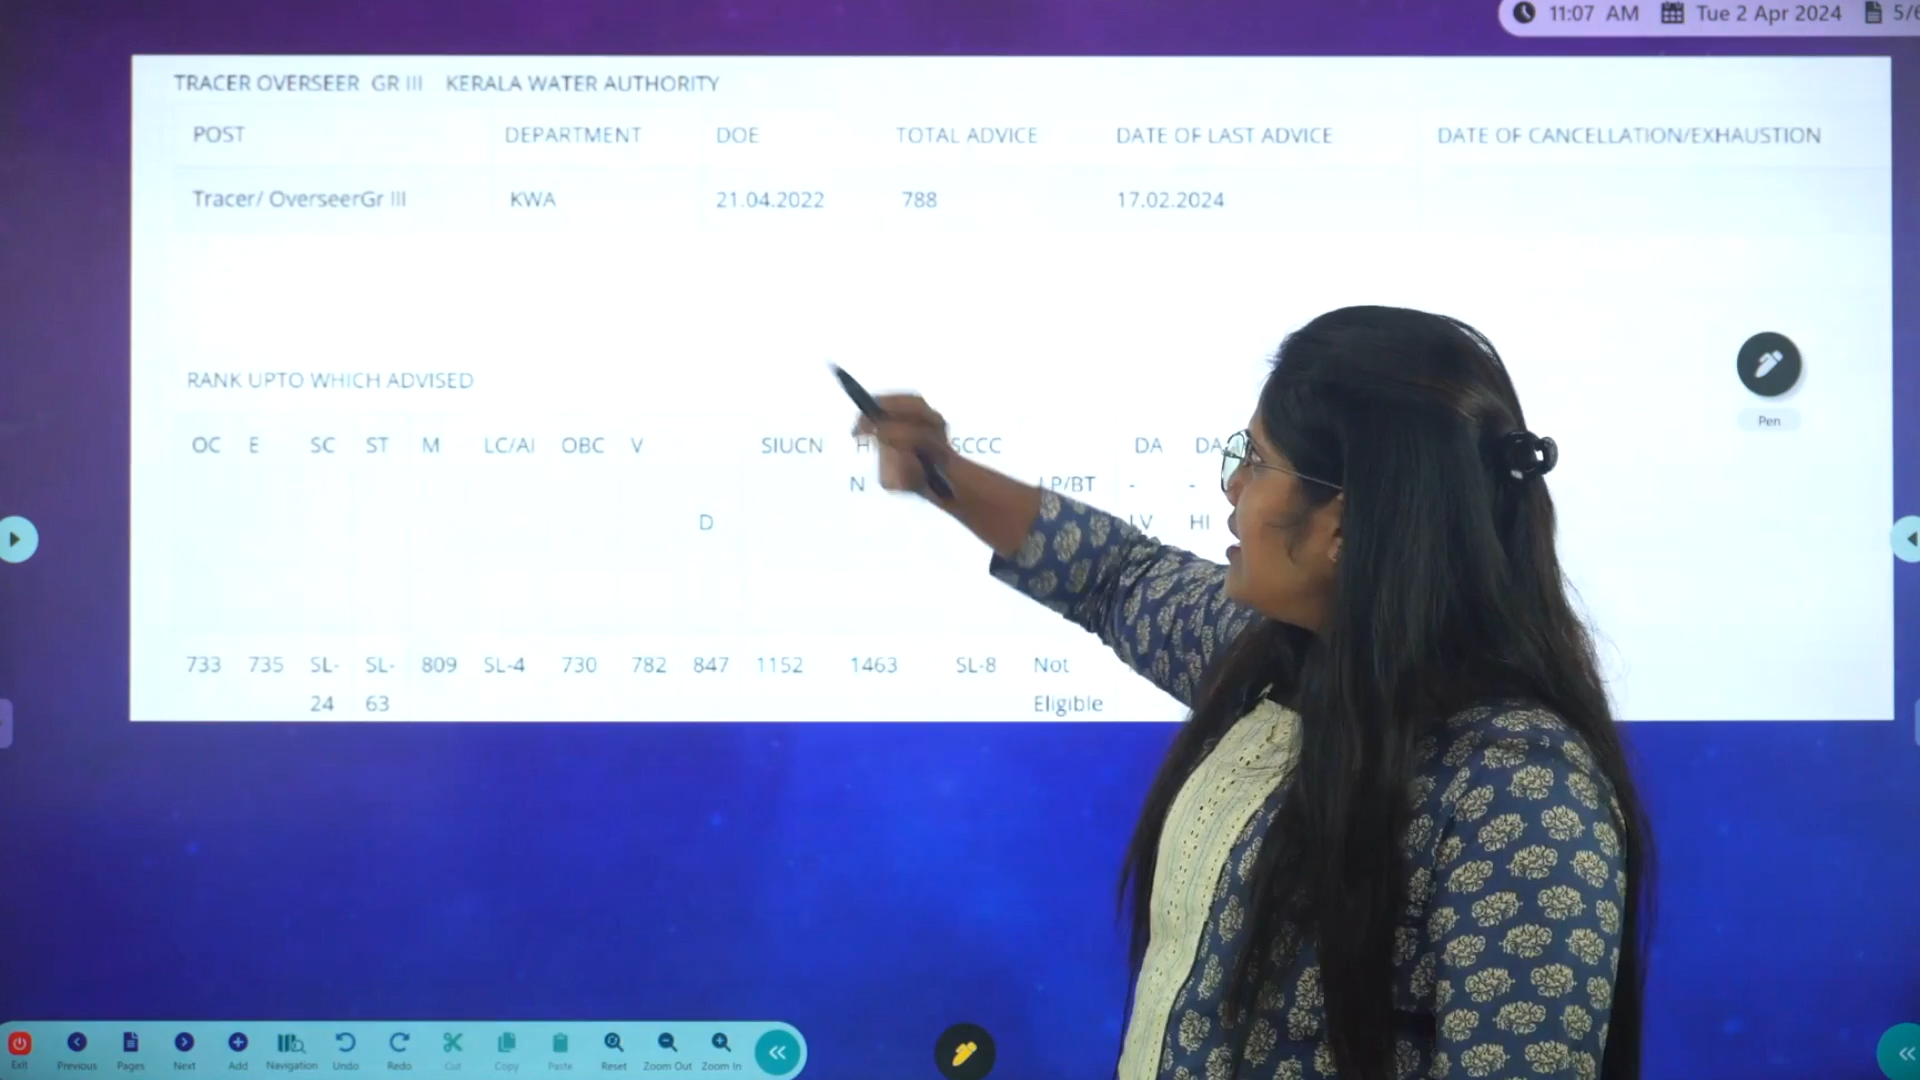 11:07 AM Tue 2 Apr 2024 5/6
TRACER OVERSEER GR III KERALA WATER AUTHORITY
POST DEPARTMENT DOE TOTAL ADVICE DATE OF LAST ADVICE DATE OF CANCELLATION/EXHAUSTION
Tracer/ OverseerGr III KWA 21.04.2022 788 17.02.2024
RANK UPTO WHICH ADVISED
OC E SC ST M LC/AI OBC V SIUCN H SCCC DA DA
N LP/BT - -
D LV HI
733 735 SL- SL- 809 SL-4 730 782 847 1152 1463 SL-8 Not
24 63 Eligible
Pen
Exit Previous Pages Next Add Navigation Undo Redo Cut Copy Paste Reset Zoom Out Zoom In